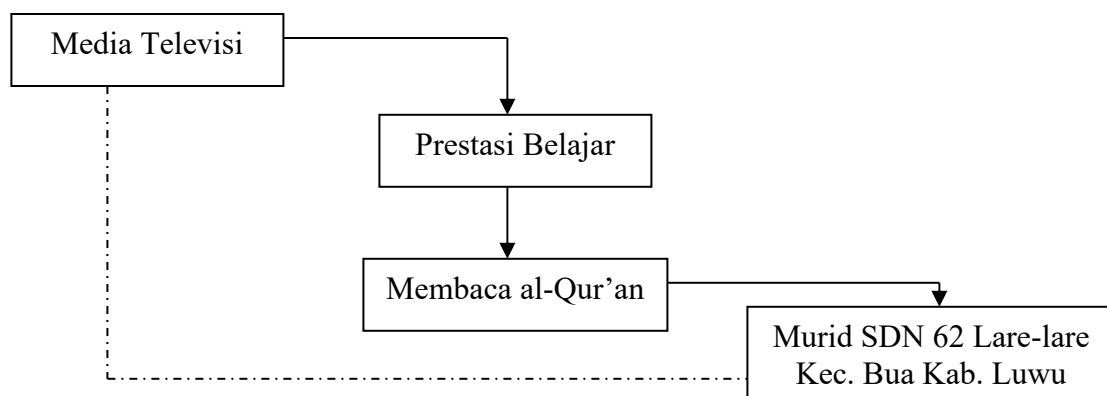 Media Televisi
Prestasi Belajar
Membaca al-Qur’an
Murid SDN 62 Lare-lare
Kec. Bua Kab. Luwu